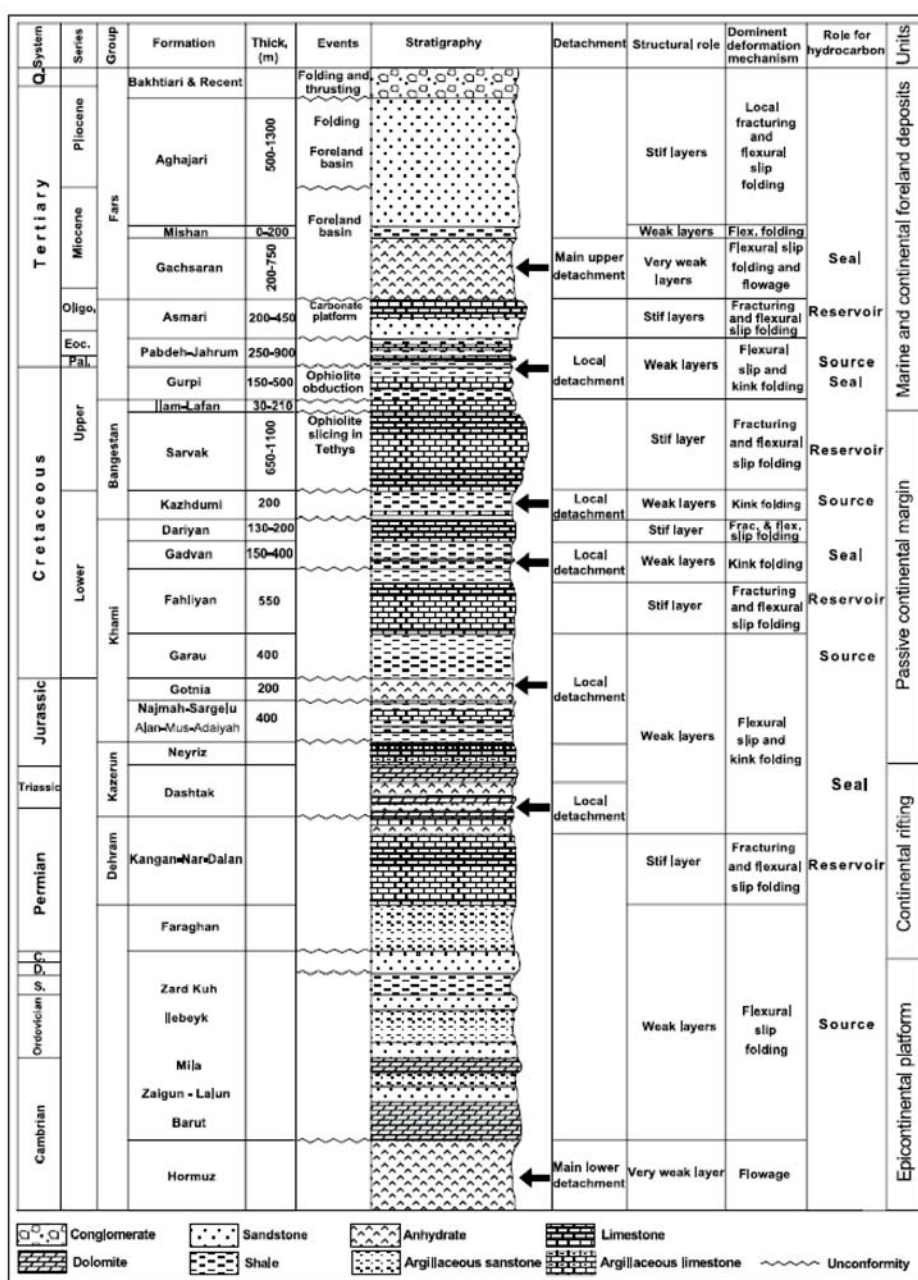 System
Series
Group
Formation
Thick,
(m)
Events
Stratigraphy
Detachment
Structural role
Dominent
deformation
mechanism
Role for
hydrocarbon
Units
Q.
Tertiary
Cretaceous
Jurassic
Triassic
Permian
C.
D.
S.
Ordovician
Cambrian
Pliocene
Miocene
Oligo,
Eoc.
Pal.
Upper
Lower
Fars
Bangestan
Khami
Kazerun
Dehram
Bakhtiari & Recent
Aghajari
Mishan
Gachsaran
Asmari
Pabdeh-Jahrum
Gurpi
Ilam-Lafan
Sarvak
Kazhdumi
Dariyan
Gadvan
Fahliyan
Garau
Gotnia
Najmah-Sargelu
Alan-Mus-Adaiyah
Neyriz
Dashtak
Kangan-Nar-Dalan
Faraghan
Zard Kuh
Ilebeyk
Mila
Zaigun - Lalun
Barut
Hormuz
500-1300
0-200
200-750
200-450
250-900
150-500
30-210
650-1100
200
130-200
150-400
550
400
200
400
Folding and
thrusting
Folding
Foreland
basin
Foreland
basin
Carbonate
platform
Ophiolite
obduction
Ophiolite
slicing in
Tethys
Main upper
detachment
Local
detachment
Local
detachment
Local
detachment
Local
detachment
Local
detachment
Main lower
detachment
Stif layers
Weak layers
Very weak
layers
Stif layers
Weak layers
Stif layer
Weak layers
Stif layer
Weak layers
Stif layer
Weak layers
Stif layer
Weak layers
Very weak layer
Local
fracturing
and
flexural
slip
folding
Flex. folding
Flexural slip
folding and
flowage
Fracturing
and flexural
slip folding
Flexural
slip and
kink folding
Fracturing
and flexural
slip folding
Kink folding
Frac. & flex.
slip folding
Kink folding
Fracturing
and flexural
slip folding
Flexural
slip and
kink folding
Fracturing
and flexural
slip folding
Flexural
slip
folding
Flowage
Seal
Reservoir
Source
Seal
Reservoir
Source
Seal
Reservoir
Source
Seal
Reservoir
Source
Marine and continental foreland deposits
Passive continental margin
Continental rifting
Epicontinental platform
Conglomerate
Sandstone
Anhydrate
Limestone
Dolomite
Shale
Argillaceous sanstone
Argillaceous limestone
Unconformity